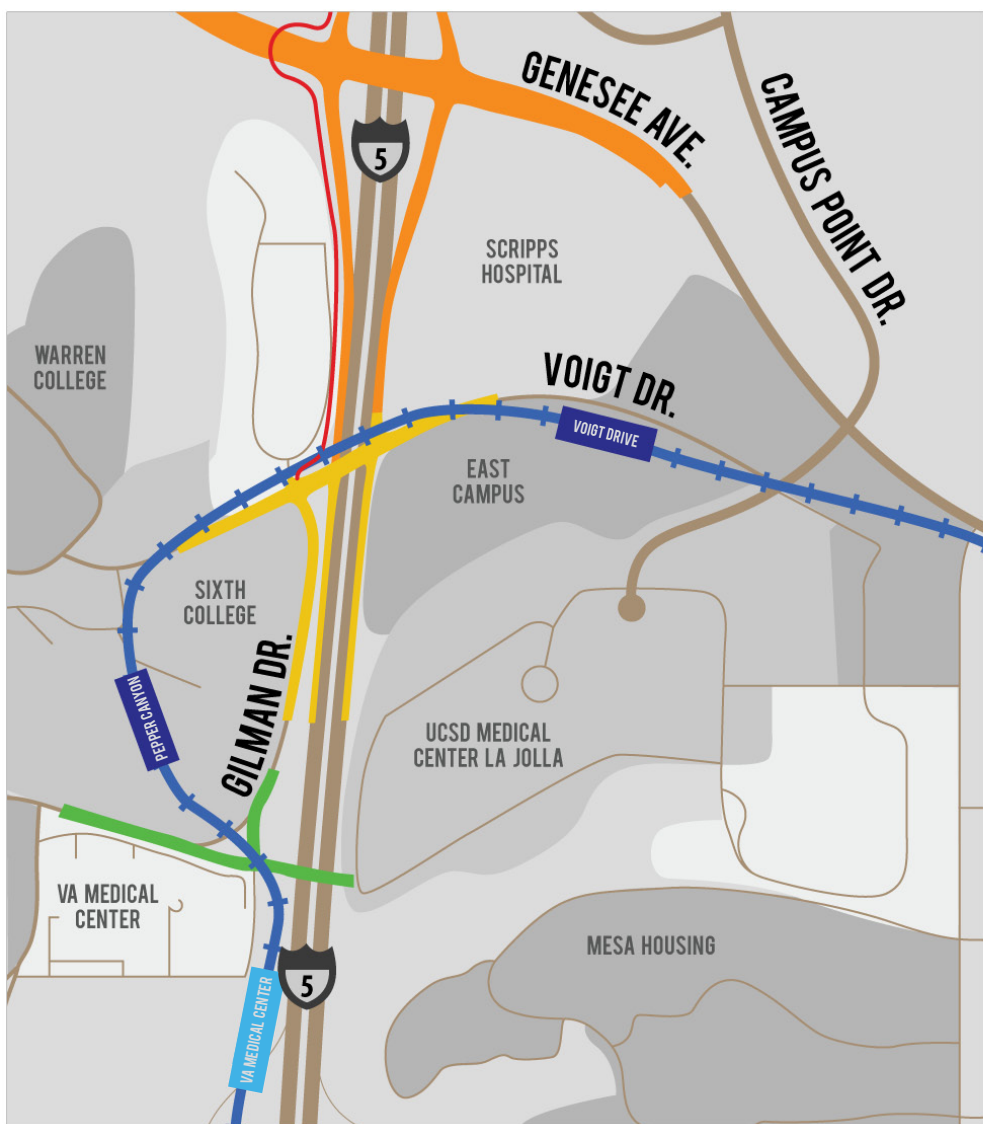 GENESEE AVE.
CAMPUS POINT DR.
5
SCRIPPS
HOSPITAL
WARREN
COLLEGE
VOIGT DR.
VOIGT DRIVE
EAST
CAMPUS
SIXTH
COLLEGE
GILMAN DR.
PEPPER CANYON
UCSD MEDICAL
CENTER LA JOLLA
VA MEDICAL
CENTER
MESA HOUSING
5
VA MEDICAL CENTER